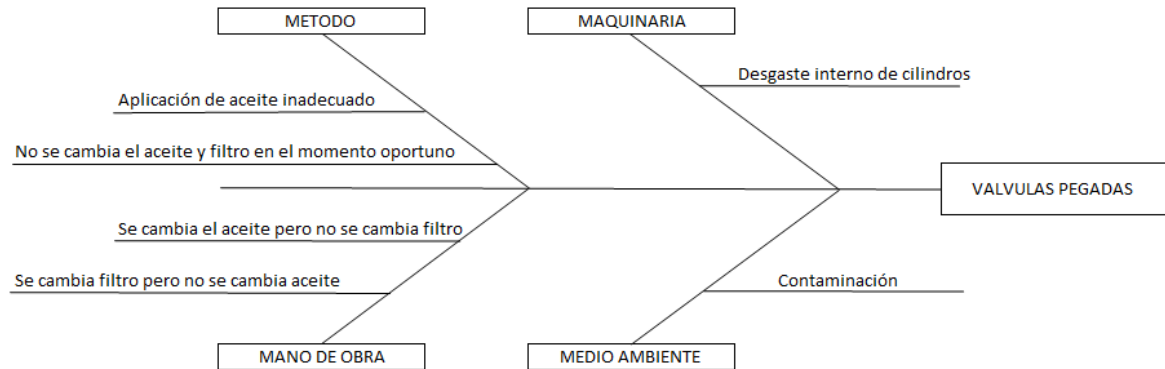 METODO
MAQUINARIA
Desgaste interno de cilindros
Aplicación de aceite inadecuado
No se cambia el aceite y filtro en el momento oportuno
VALVULAS PEGADAS
Se cambia el aceite pero no se cambia filtro
Se cambia filtro pero no se cambia aceite
Contaminación
MANO DE OBRA
MEDIO AMBIENTE